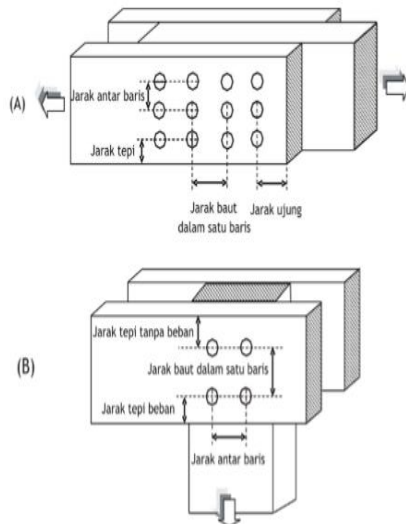 (A)
Jarak antar baris
Jarak tepi
Jarak baut
dalam satu baris
Jarak ujung
(B)
Jarak tepi tanpa beban
Jarak baut dalam satu baris
Jarak tepi beban
Jarak antar baris